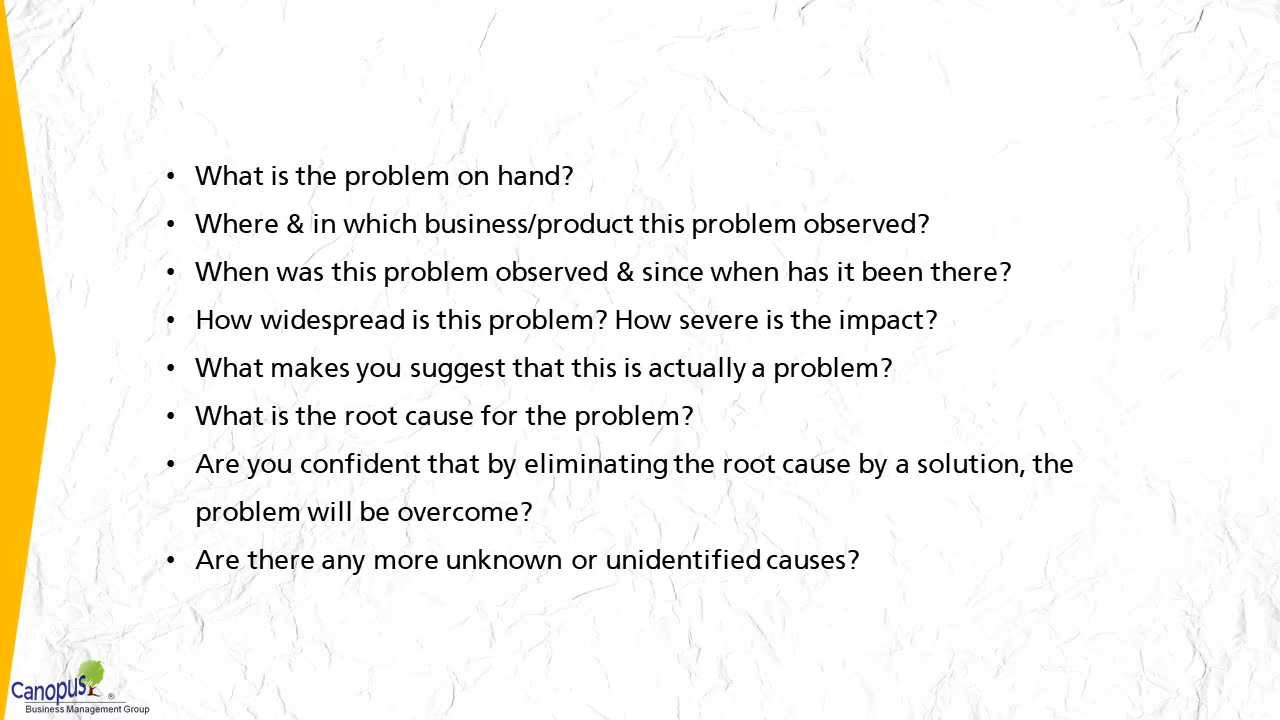 • What is the problem on hand?
• Where & in which business/product this problem observed?
• When was this problem observed & since when has it been there?
• How widespread is this problem? How severe is the impact?
• What makes you suggest that this is actually a problem?
• What is the root cause for the problem?
• Are you confident that by eliminating the root cause by a solution, the
problem will be overcome?
• Are there any more unknown or unidentified causes?
Canopus ®
Business Management Group